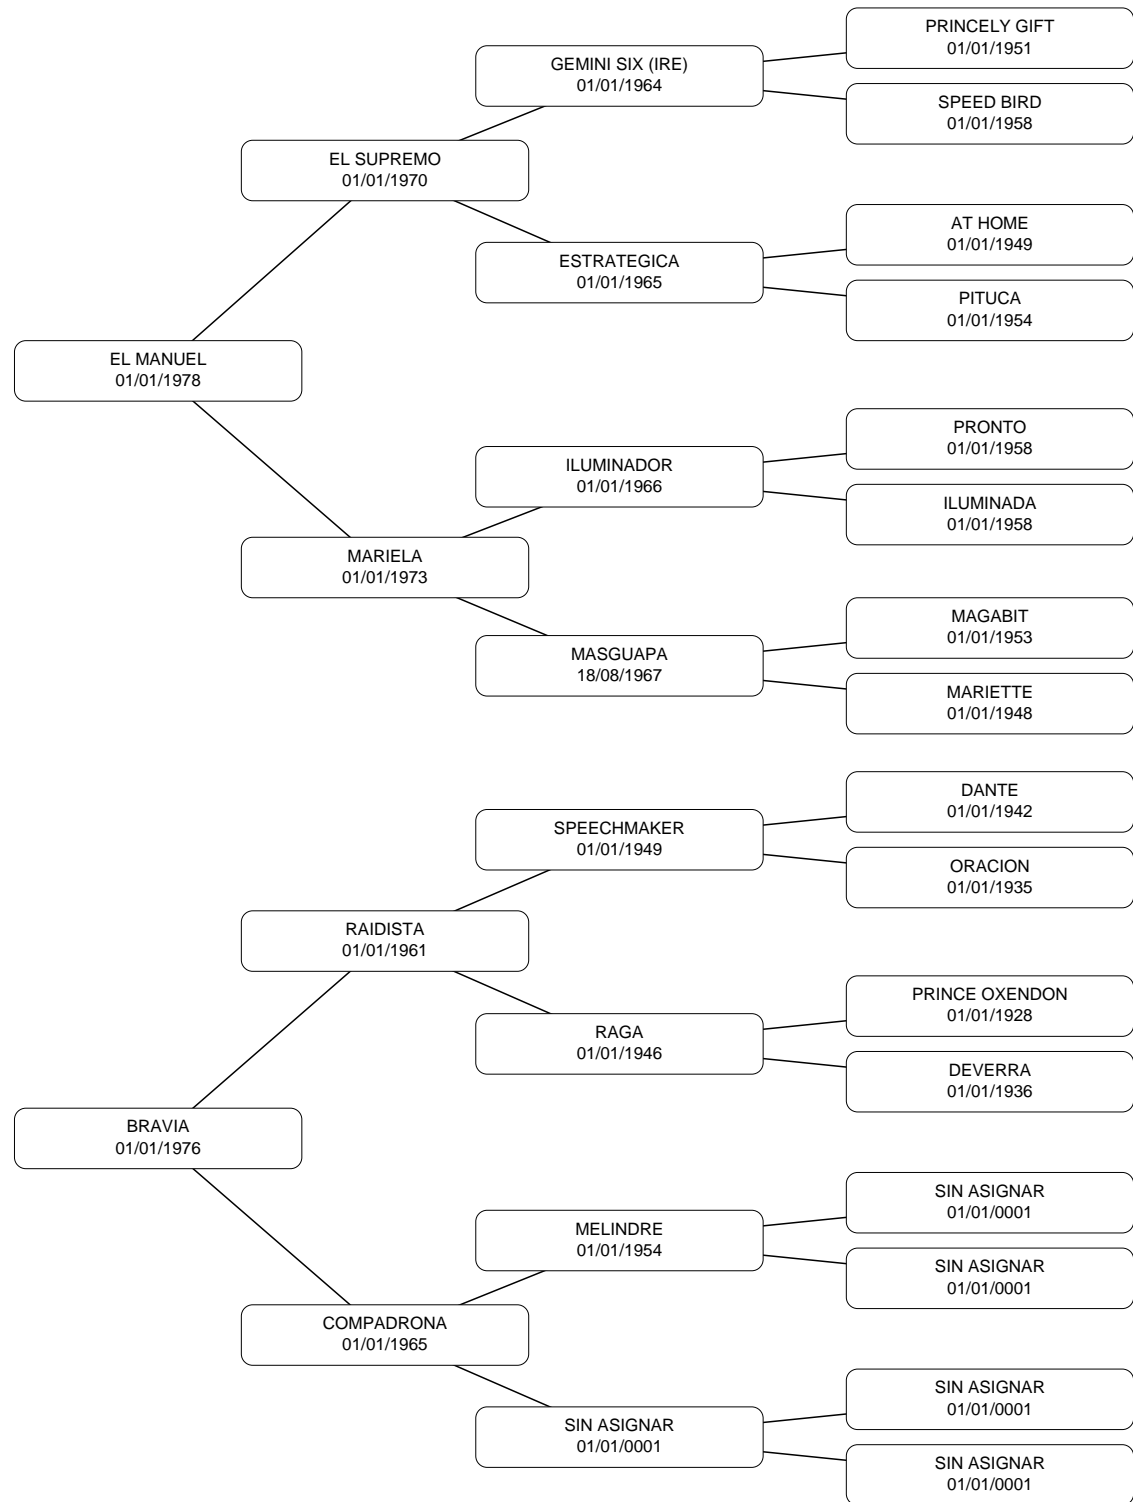 PRINCELY GIFT
01/01/1951
GEMINI SIX (IRE)
01/01/1964
SPEED BIRD
01/01/1958
EL SUPREMO
01/01/1970
AT HOME
01/01/1949
ESTRATEGICA
01/01/1965
PITUCA
01/01/1954
EL MANUEL
01/01/1978
PRONTO
01/01/1958
ILUMINADOR
01/01/1966
ILUMINADA
01/01/1958
MARIELA
01/01/1973
MAGABIT
01/01/1953
MASGUAPA
18/08/1967
MARIETTE
01/01/1948
DANTE
01/01/1942
SPEECHMAKER
01/01/1949
ORACION
01/01/1935
RAIDISTA
01/01/1961
PRINCE OXENDON
01/01/1928
RAGA
01/01/1946
DEVERRA
01/01/1936
BRAVIA
01/01/1976
SIN ASIGNAR
01/01/0001
MELINDRE
01/01/1954
SIN ASIGNAR
01/01/0001
COMPADRONA
01/01/1965
SIN ASIGNAR
01/01/0001
SIN ASIGNAR
01/01/0001
SIN ASIGNAR
01/01/0001